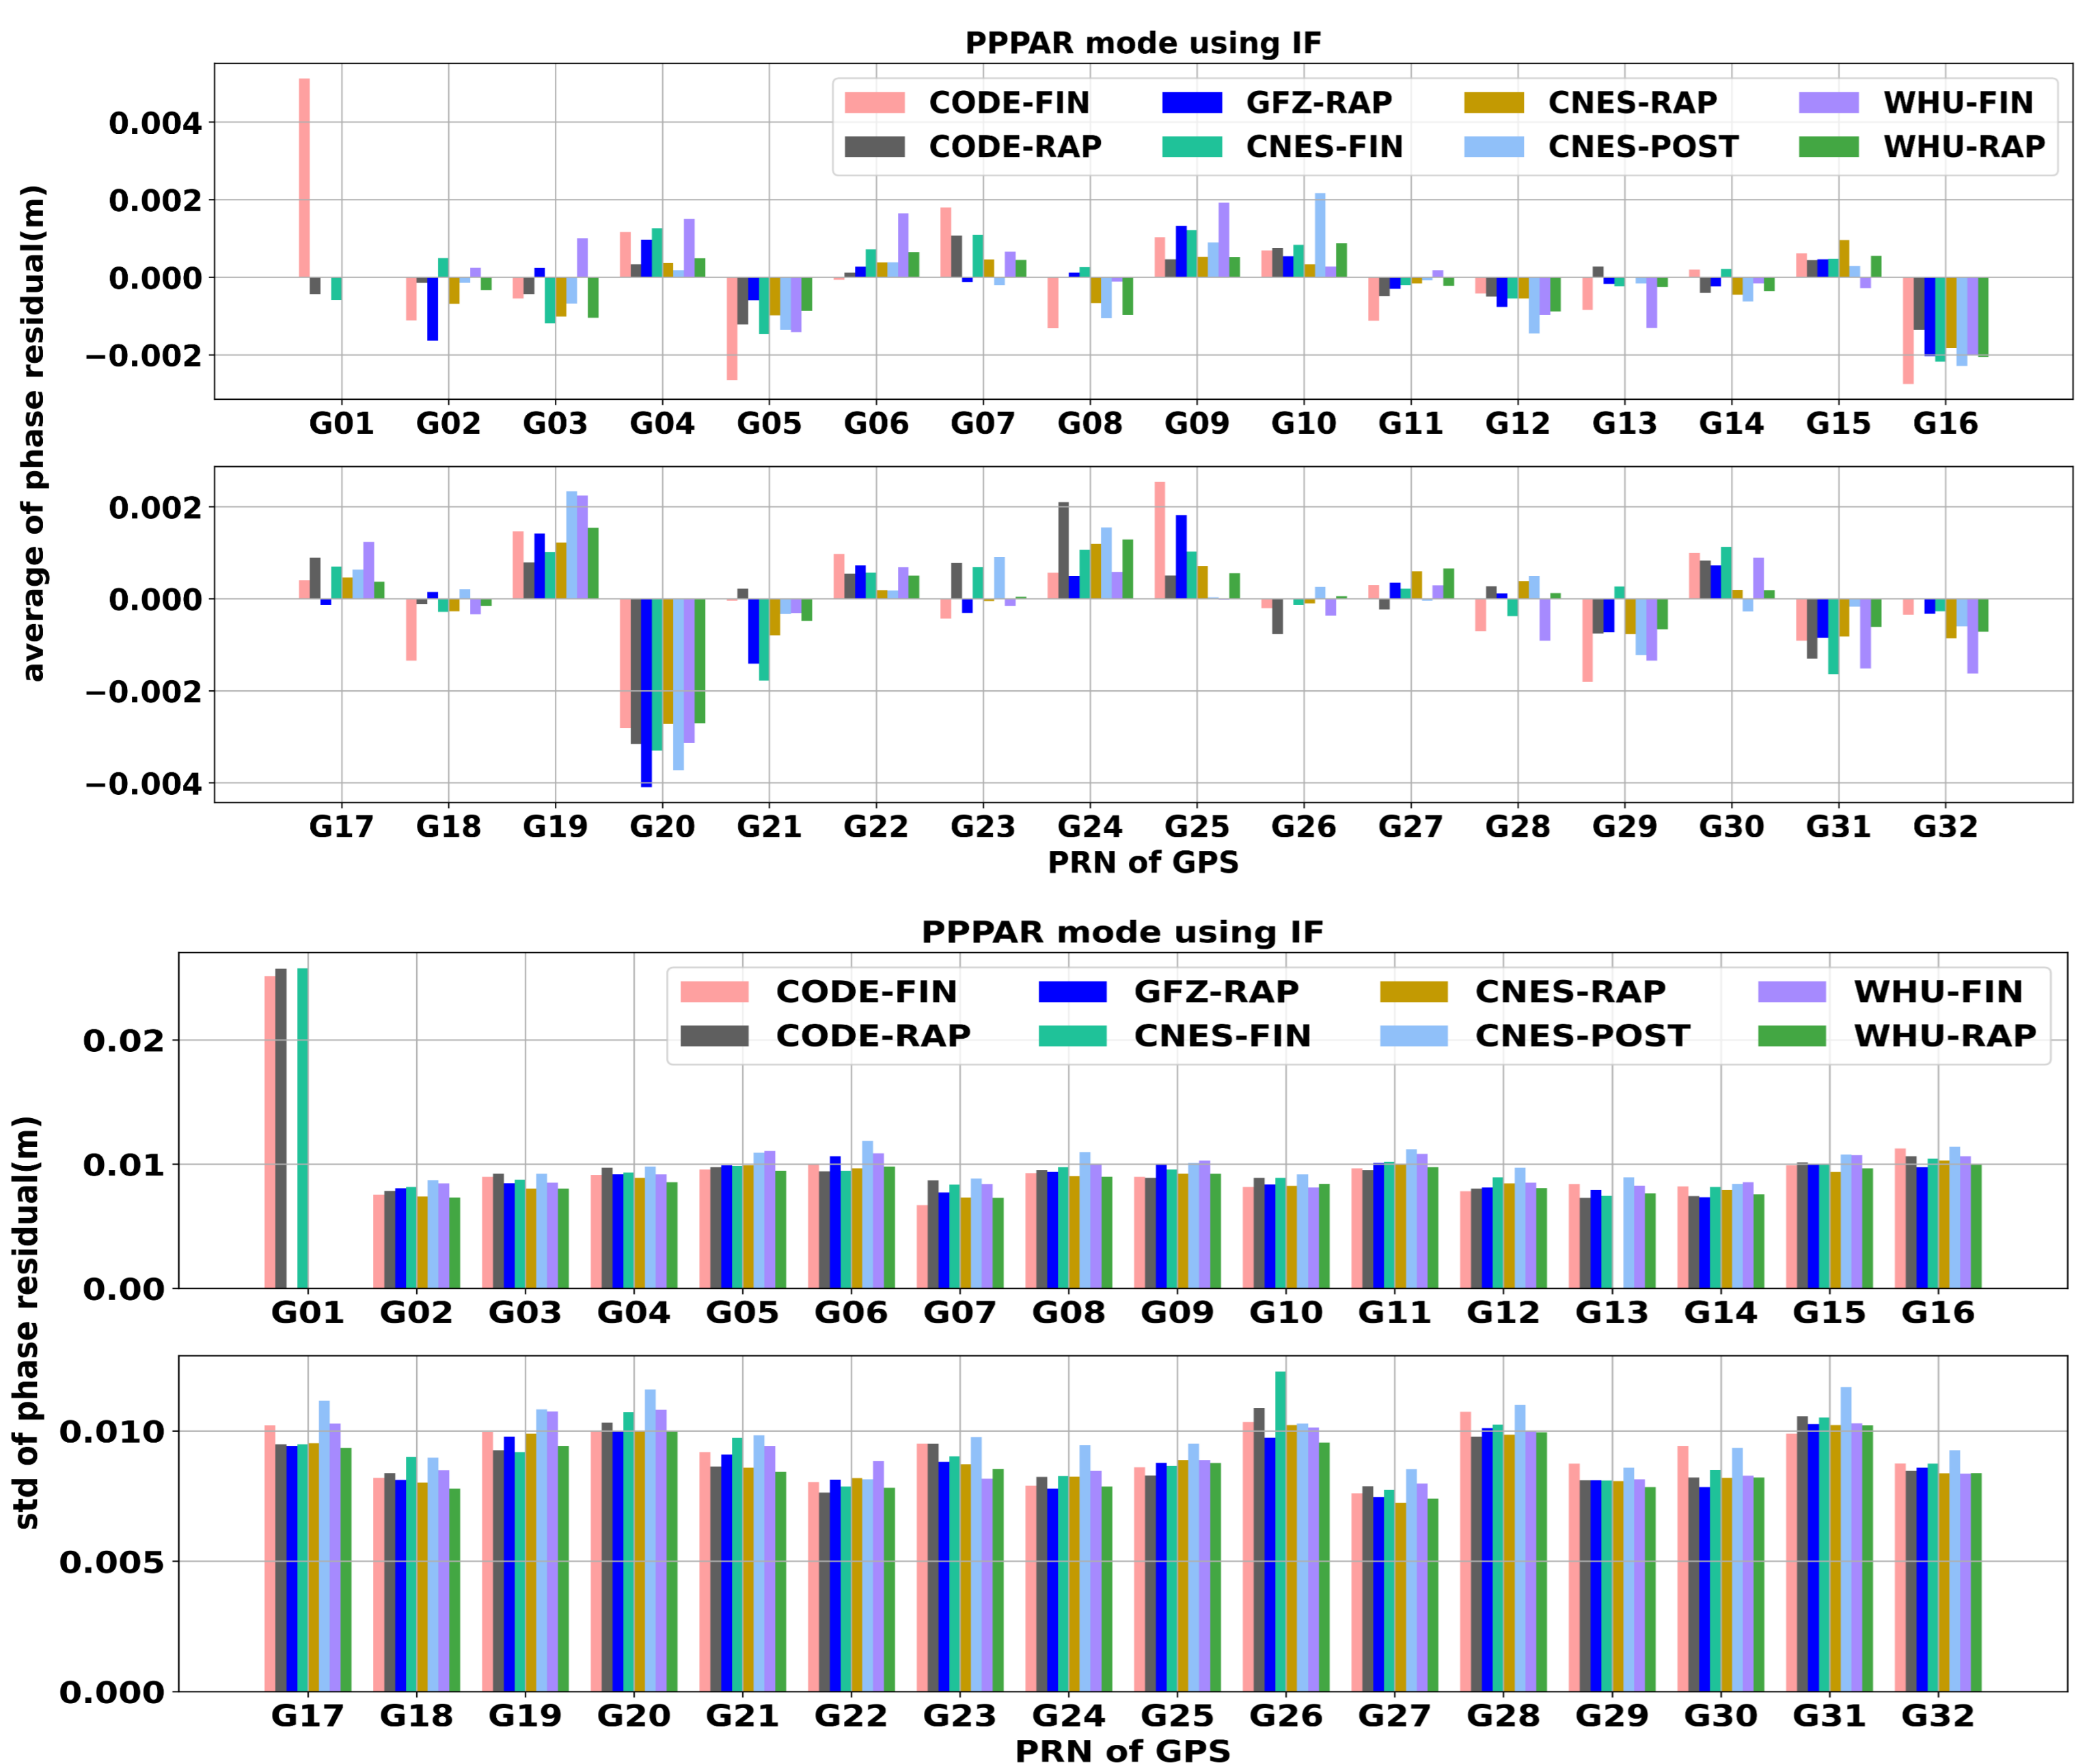 PPPAR mode using IF
CODE-FIN GFZ-RAP CNES-RAP WHU-FIN
CODE-RAP CNES-FIN CNES-POST WHU-RAP
0.004
0.002
0.000
−0.002
G01 G02 G03 G04 G05 G06 G07 G08 G09 G10 G11 G12 G13 G14 G15 G16
average of phase residual(m)
0.002
0.000
−0.002
−0.004
G17 G18 G19 G20 G21 G22 G23 G24 G25 G26 G27 G28 G29 G30 G31 G32
PRN of GPS
PPPAR mode using IF
CODE-FIN GFZ-RAP CNES-RAP WHU-FIN
CODE-RAP CNES-FIN CNES-POST WHU-RAP
0.02
0.01
0.00
G01 G02 G03 G04 G05 G06 G07 G08 G09 G10 G11 G12 G13 G14 G15 G16
std of phase residual(m)
0.010
0.005
0.000
G17 G18 G19 G20 G21 G22 G23 G24 G25 G26 G27 G28 G29 G30 G31 G32
PRN of GPS